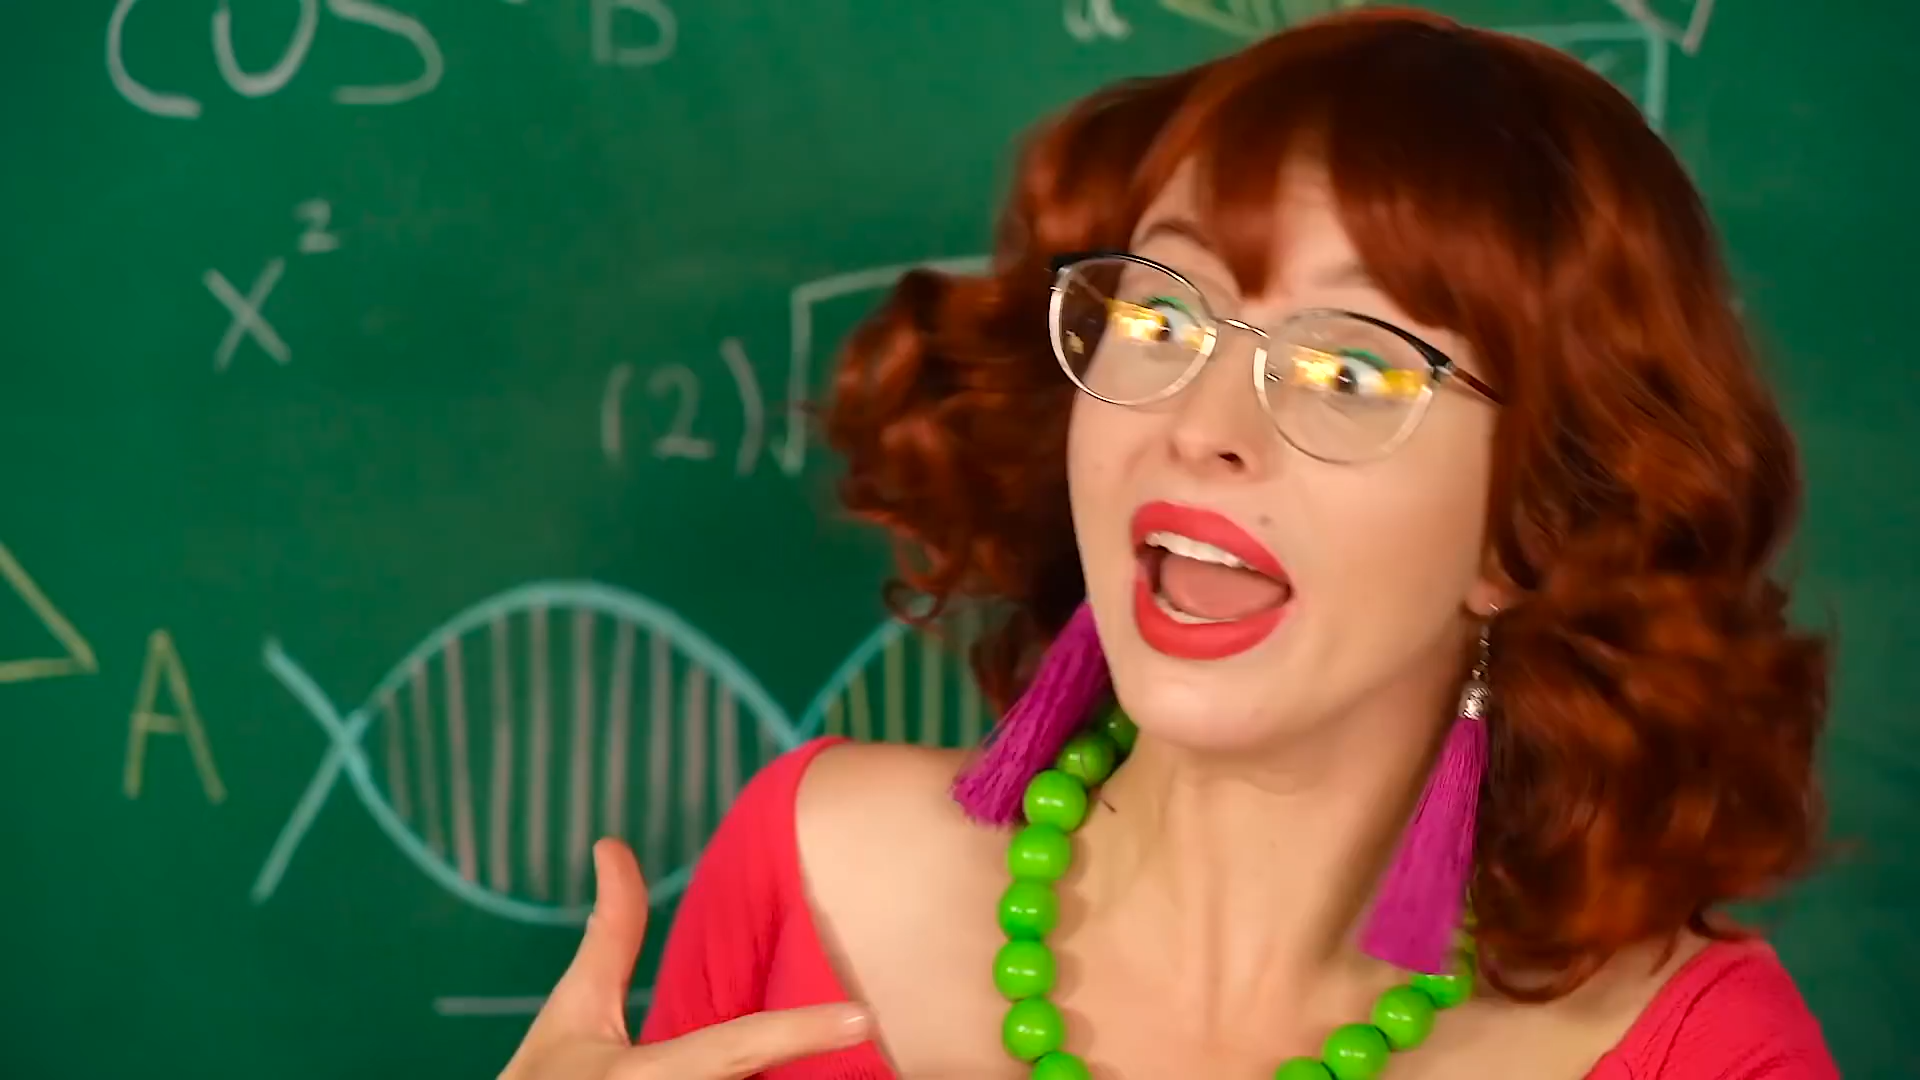 cos B a
x²
(2)√
A